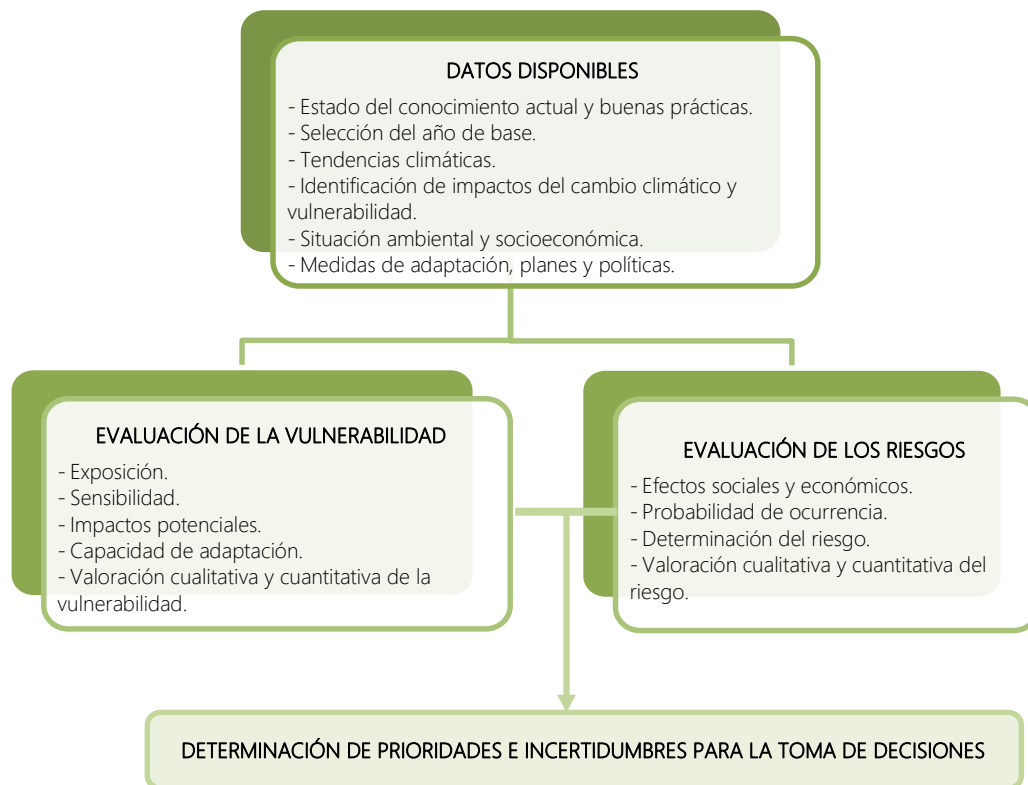 DATOS DISPONIBLES
- Estado del conocimiento actual y buenas prácticas.
- Selección del año de base.
- Tendencias climáticas.
- Identificación de impactos del cambio climático y
vulnerabilidad.
- Situación ambiental y socioeconómica.
- Medidas de adaptación, planes y políticas.
EVALUACIÓN DE LA VULNERABILIDAD
- Exposición.
- Sensibilidad.
- Impactos potenciales.
- Capacidad de adaptación.
- Valoración cualitativa y cuantitativa de la
vulnerabilidad.
EVALUACIÓN DE LOS RIESGOS
- Efectos sociales y económicos.
- Probabilidad de ocurrencia.
- Determinación del riesgo.
- Valoración cualitativa y cuantitativa del
riesgo.
DETERMINACIÓN DE PRIORIDADES E INCERTIDUMBRES PARA LA TOMA DE DECISIONES